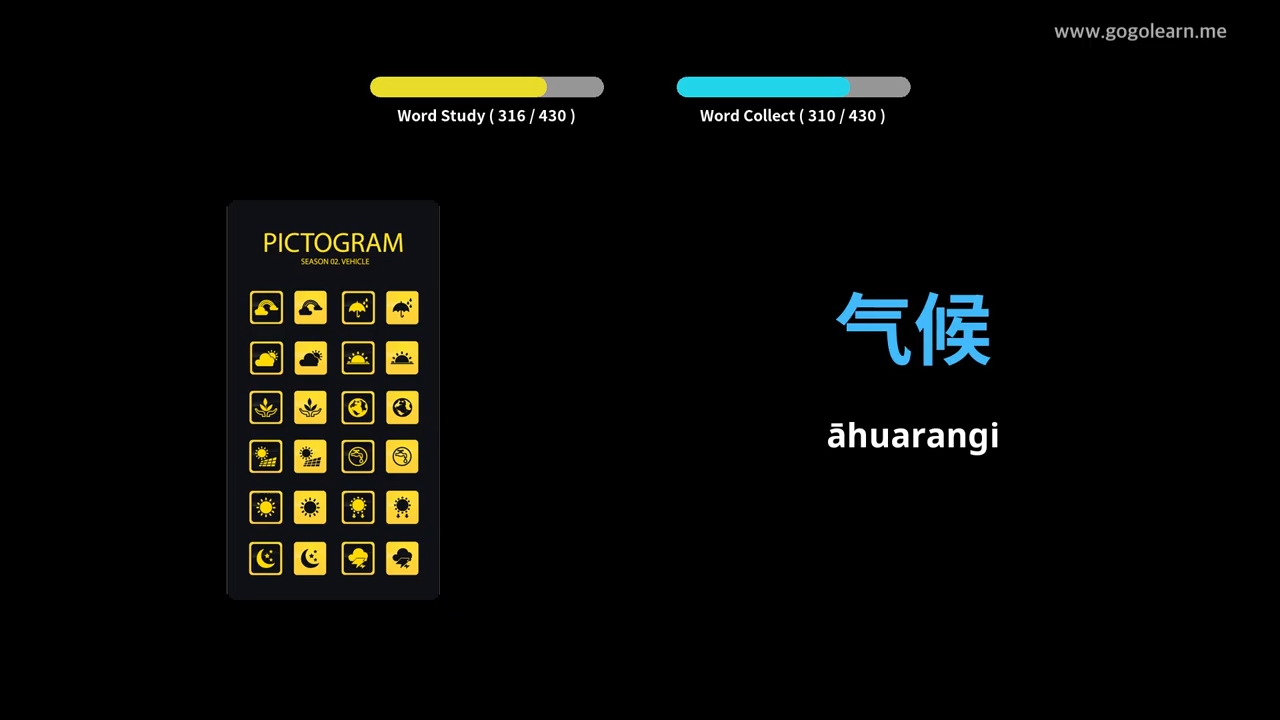 www.gogolearn.me
Word Study ( 316 / 430 )
Word Collect ( 310 / 430 )
PICTOGRAM
SEASON 02. VEHICLE
气候
āhuarangi